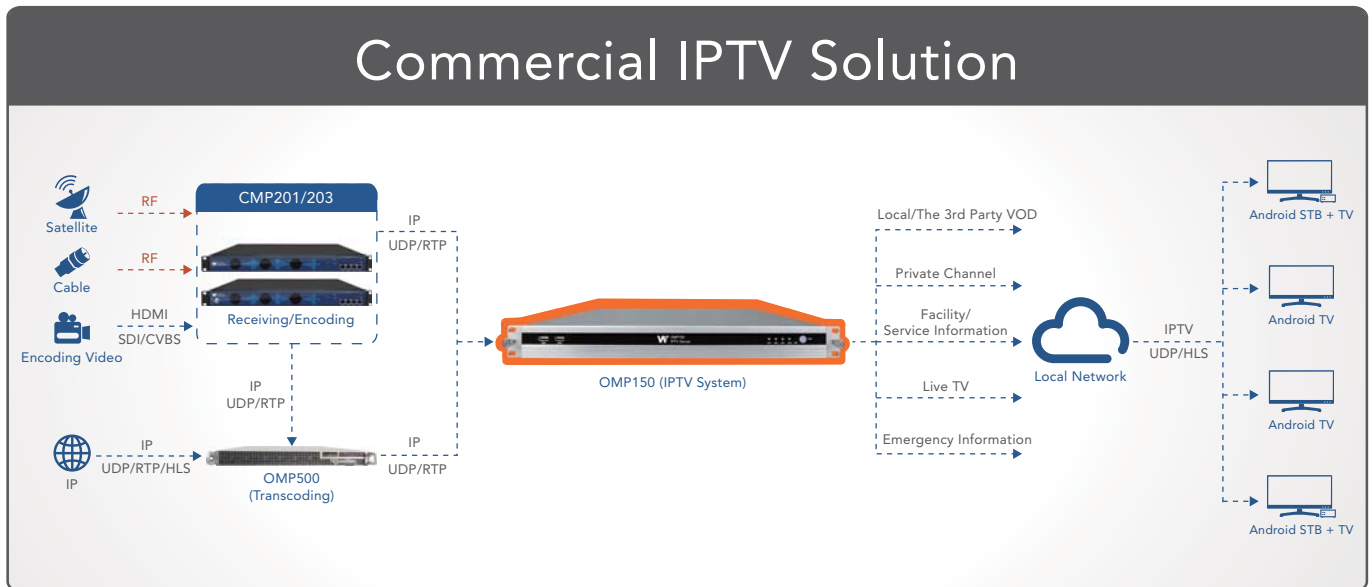 Commercial IPTV Solution
Satellite
RF
Cable
RF
Encoding Video
HDMI
SDI/CVBS
CMP201/203
Receiving/Encoding
IP
UDP/RTP
IP
UDP/RTP
IP
IP
UDP/RTP/HLS
OMP500
(Transcoding)
IP
UDP/RTP
OMP150 (IPTV System)
Local/The 3rd Party VOD
Private Channel
Facility/
Service Information
Live TV
Emergency Information
Local Network
IPTV
UDP/HLS
Android STB + TV
Android TV
Android TV
Android STB + TV